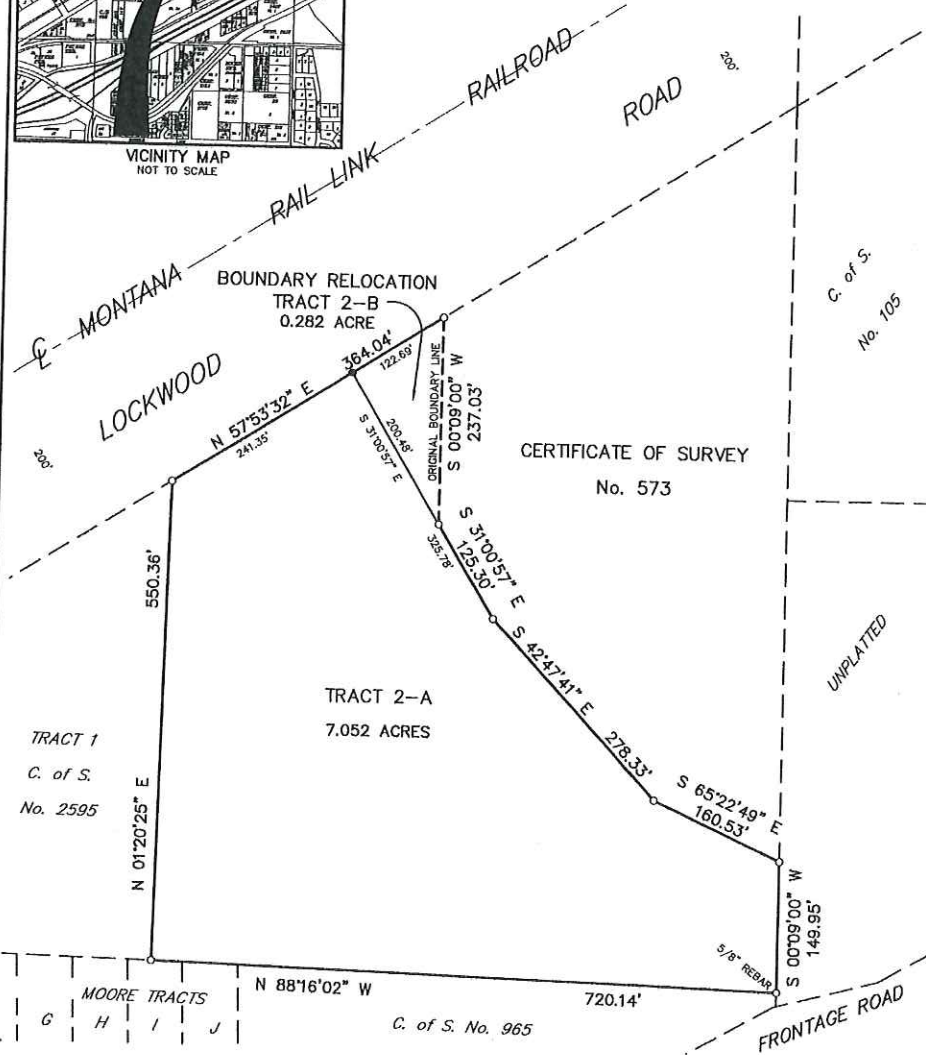 VICINITY MAP
NOT TO SCALE
℄ MONTANA RAIL LINK RAILROAD
200'
LOCKWOOD ROAD
200'
BOUNDARY RELOCATION
TRACT 2-B
0.282 ACRE
364.04'
122.69'
N 57°53'32" E
241.35'
ORIGINAL BOUNDARY LINE
S 00°09'00" W
237.03'
200.48'
S 31°00'57" E
325.78'
C. of S.
No. 105
CERTIFICATE OF SURVEY
No. 573
S 31°00'57" E
125.30'
550.36'
N 01°20'25" E
S 42°47'41" E
278.33'
UNPLATTED
TRACT 2-A
7.052 ACRES
TRACT 1
C. of S.
No. 2595
S 65°22'49" E
160.53'
S 00°09'00" W
149.95'
5/8" REBAR
N 88°16'02" W
720.14'
MOORE TRACTS
G H I J
C. of S. No. 965
FRONTAGE ROAD